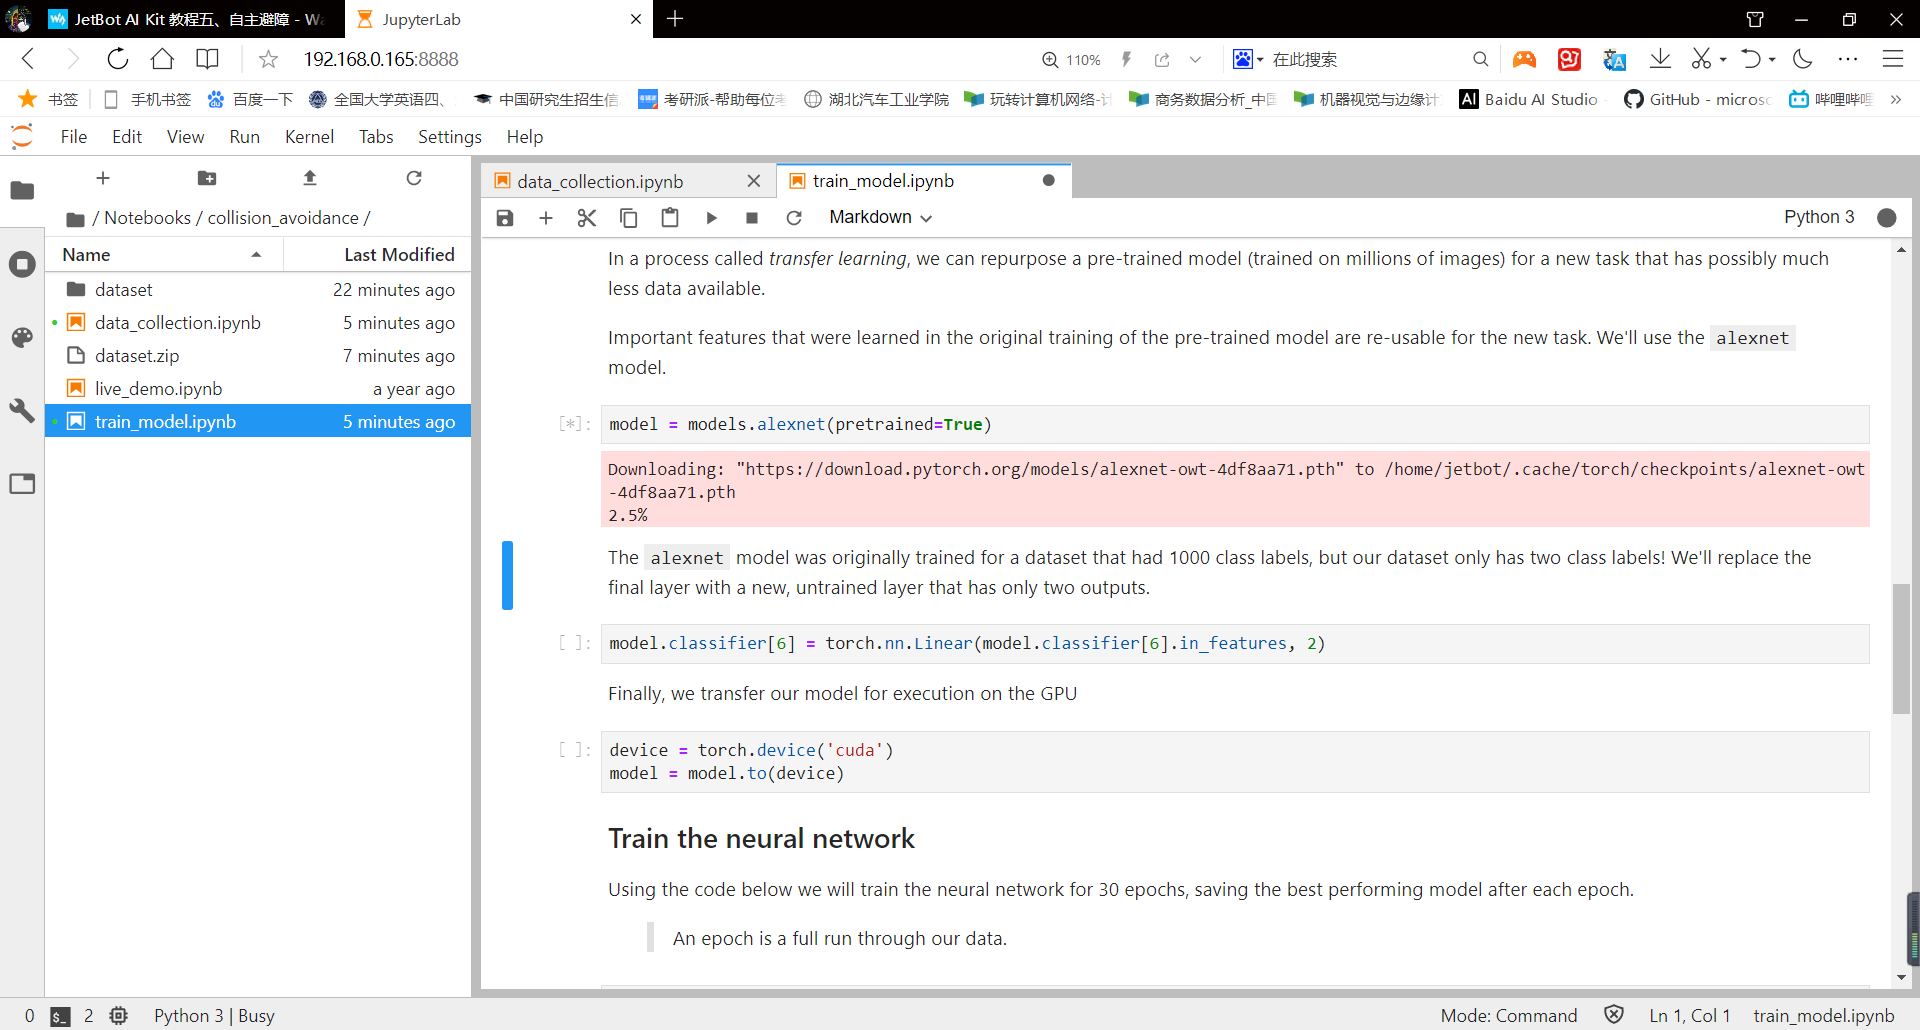 JetBot AI Kit 教程五、自主避障 - Wa
JupyterLab
192.168.0.165:8888
110%
在此搜索
书签
手机书签
百度一下
全国大学英语四、
中国研究生招生信
考研派-帮助每位考
湖北汽车工业学院
玩转计算机网络-计
商务数据分析_中国
机器视觉与边缘计
AI
Baidu AI Studio
GitHub - microsc
哔哩哔哩
File Edit View Run Kernel Tabs Settings Help
/ Notebooks / collision_avoidance /
Name Last Modified
dataset 22 minutes ago
data_collection.ipynb 5 minutes ago
dataset.zip 7 minutes ago
live_demo.ipynb a year ago
train_model.ipynb 5 minutes ago
data_collection.ipynb
train_model.ipynb
Markdown
Python 3
In a process called transfer learning, we can repurpose a pre-trained model (trained on millions of images) for a new task that has possibly much
less data available.
Important features that were learned in the original training of the pre-trained model are re-usable for the new task. We'll use the alexnet
model.
[*]: model = models.alexnet(pretrained=True)
Downloading: "https://download.pytorch.org/models/alexnet-owt-4df8aa71.pth" to /home/jetbot/.cache/torch/checkpoints/alexnet-owt
-4df8aa71.pth
2.5%
The alexnet model was originally trained for a dataset that had 1000 class labels, but our dataset only has two class labels! We'll replace the
final layer with a new, untrained layer that has only two outputs.
[ ]: model.classifier[6] = torch.nn.Linear(model.classifier[6].in_features, 2)
Finally, we transfer our model for execution on the GPU
[ ]: device = torch.device('cuda')
model = model.to(device)
Train the neural network
Using the code below we will train the neural network for 30 epochs, saving the best performing model after each epoch.
An epoch is a full run through our data.
0 $_ 2 Python 3 | Busy
Mode: Command Ln 1, Col 1 train_model.ipynb